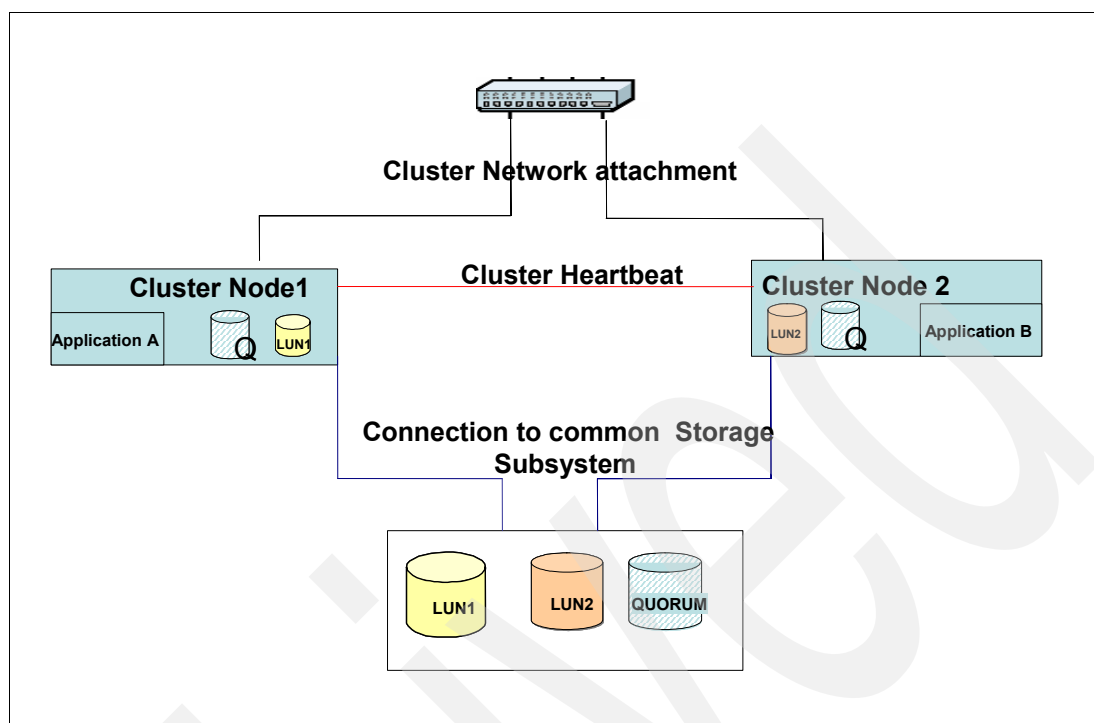 Cluster Network attachment
Cluster Heartbeat
Cluster Node1
Application A
Q
LUN1
Cluster Node 2
LUN2
Q
Application B
Connection to common Storage
Subsystem
LUN1
LUN2
QUORUM